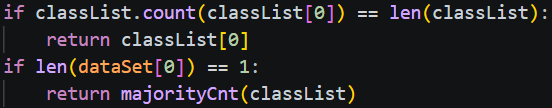 if classList.count(classList[0]) == len(classList):
    return classList[0]
if len(dataSet[0]) == 1:
    return majorityCnt(classList)